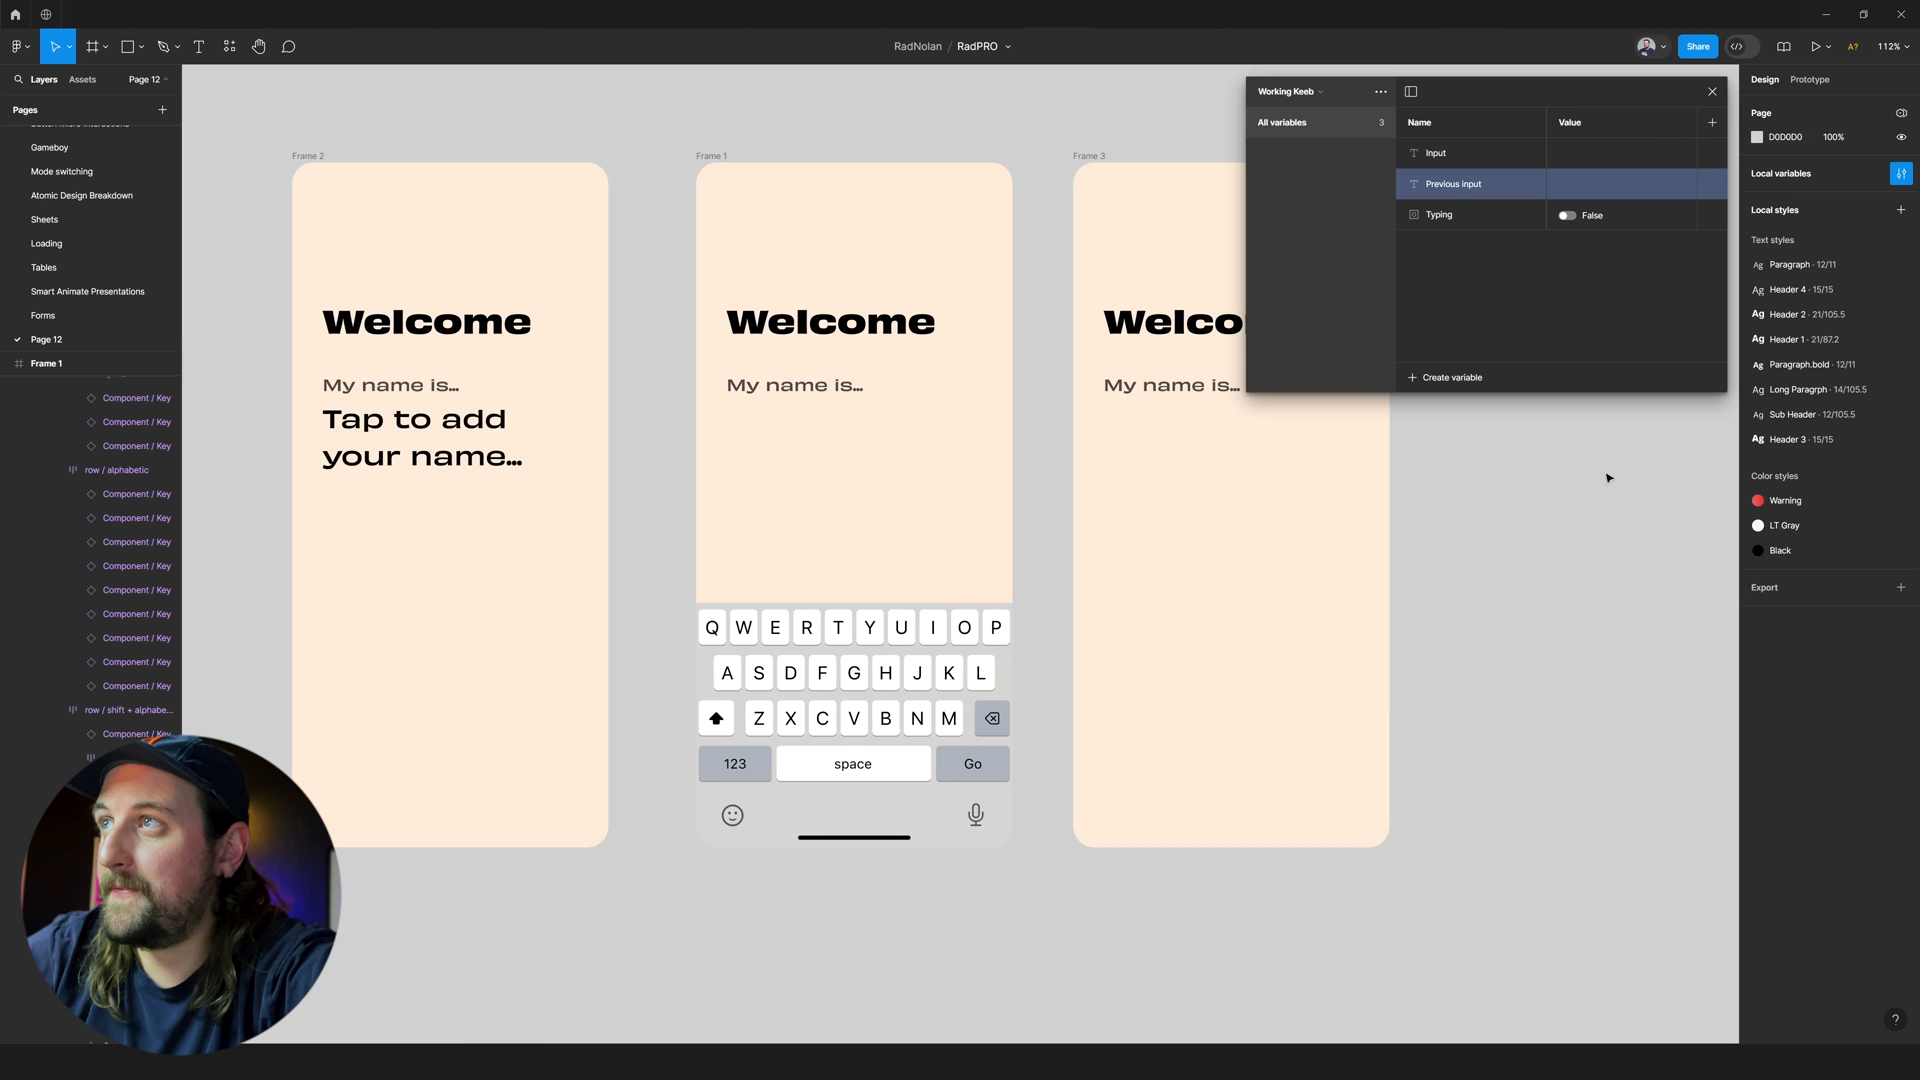 RadNolan / RadPRO
Share
A?
112%
Layers
Assets
Page 12
Pages
Gameboy
Mode switching
Atomic Design Breakdown
Sheets
Loading
Tables
Smart Animate Presentations
Forms
Page 12
Frame 1
Component / Key
Component / Key
Component / Key
row / alphabetic
Component / Key
Component / Key
Component / Key
Component / Key
Component / Key
Component / Key
Component / Key
Component / Key
Component / Key
row / shift + alphabe...
Component / Key
Frame 2
Welcome
My name is...
Tap to add
your name...
Frame 1
Welcome
My name is...
Q W E R T Y U I O P
A S D F G H J K L
Z X C V B N M
123 space Go
Frame 3
Welco
My name is...
Working Keeb
All variables 3
Name Value
Input
Previous input
Typing False
Create variable
Design Prototype
Page
D0D0D0 100%
Local variables
Local styles
Text styles
Ag Paragraph · 12/11
Ag Header 4 · 15/15
Ag Header 2 · 21/105.5
Ag Header 1 · 21/87.2
Ag Paragraph.bold · 12/11
Ag Long Paragrph · 14/105.5
Ag Sub Header · 12/105.5
Ag Header 3 · 15/15
Color styles
Warning
LT Gray
Black
Export
?